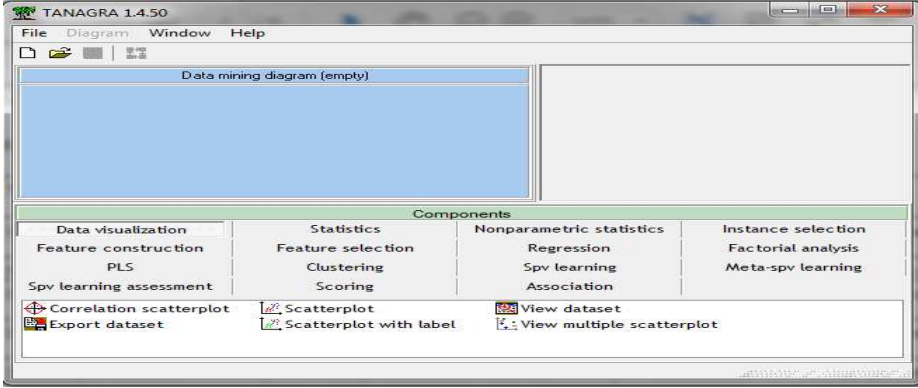 TANAGRA 1.4.50
File Diagram Window Help
Data mining diagram (empty)
Components
Data visualization Statistics Nonparametric statistics Instance selection
Feature construction Feature selection Regression Factorial analysis
PLS Clustering Spv learning Meta-spv learning
Spv learning assessment Scoring Association
Correlation scatterplot Scatterplot View dataset
Export dataset Scatterplot with label View multiple scatterplot